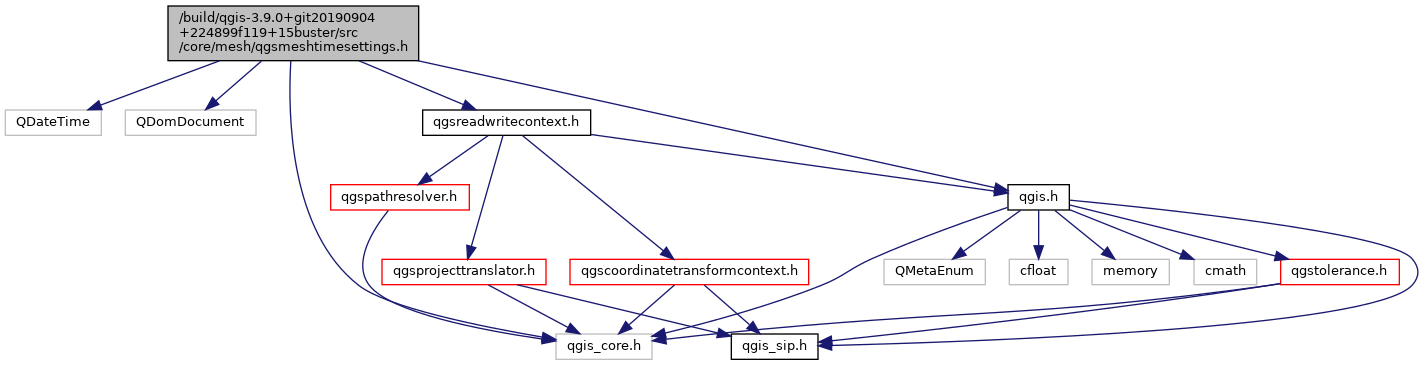 /build/qgis-3.9.0+git20190904
+224899f119+15buster/src
/core/mesh/qgsmeshtimesettings.h
QDateTime
QDomDocument
qgsreadwritecontext.h
qgspathresolver.h
qgis.h
qgsprojecttranslator.h
qgscoordinatetransformcontext.h
QMetaEnum
cfloat
memory
cmath
qgstolerance.h
qgis_core.h
qgis_sip.h